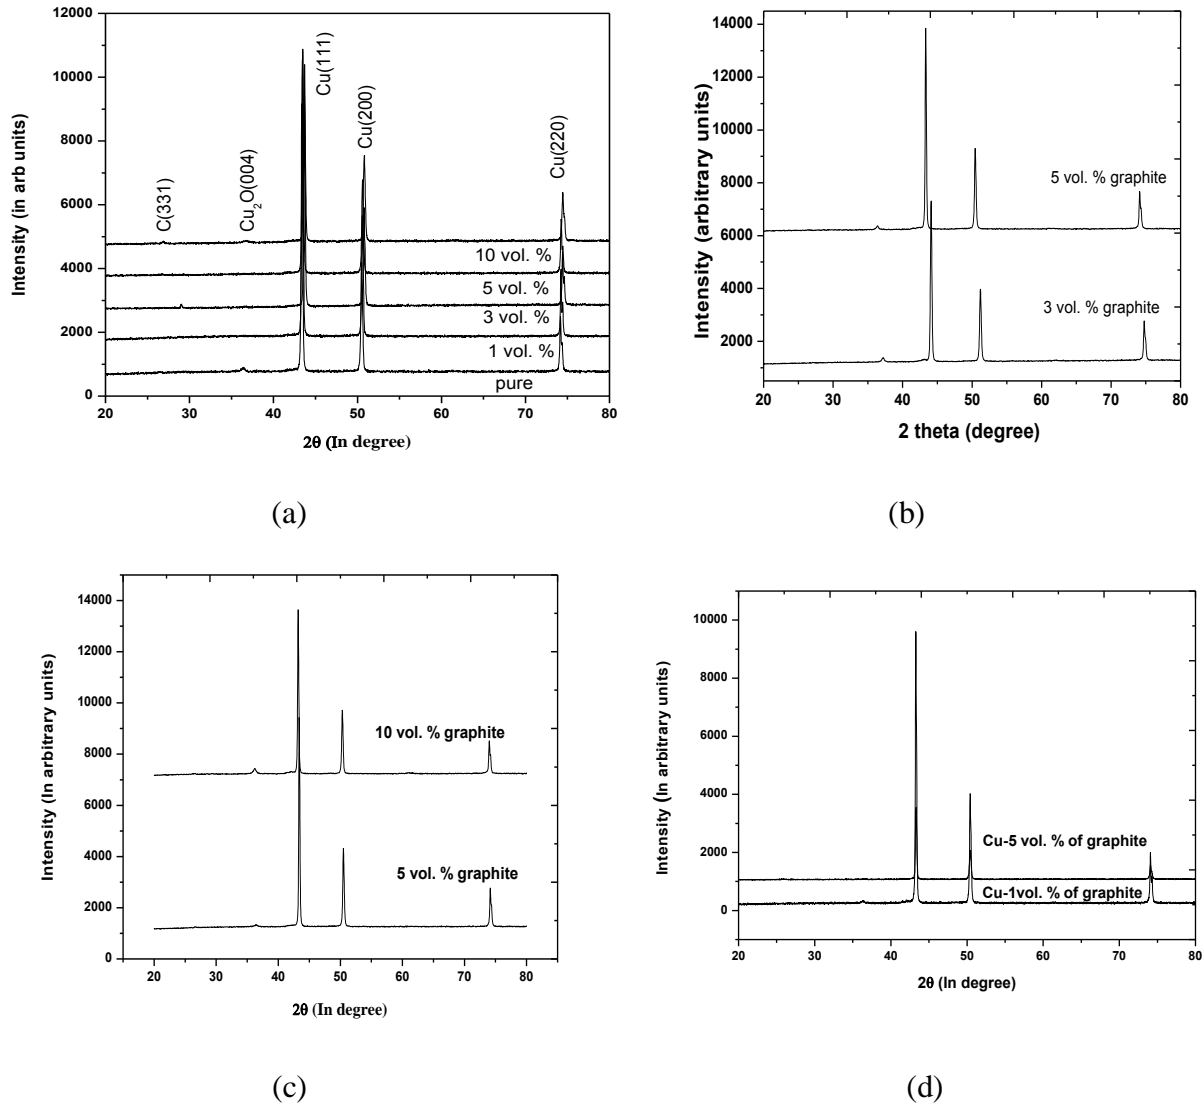 12000
10000
8000
6000
4000
2000
0
Intensity (in arb units)
C(331)
Cu2O(004)
Cu(111)
Cu(200)
Cu(220)
10 vol. %
5 vol. %
3 vol. %
1 vol. %
pure
20 30 40 50 60 70 80
2θ (In degree)
(a)
14000
12000
10000
8000
6000
4000
2000
Intensity (arbitrary units)
5 vol. % graphite
3 vol. % graphite
20 30 40 50 60 70 80
2 theta (degree)
(b)
14000
12000
10000
8000
6000
4000
2000
0
Intensity (In arbitrary units)
10 vol. % graphite
5 vol. % graphite
20 30 40 50 60 70 80
2θ (In degree)
(c)
10000
8000
6000
4000
2000
0
Intensity (In arbitrary units)
Cu-5 vol. % of graphite
Cu-1vol. % of graphite
20 30 40 50 60 70 80
2θ (In degree)
(d)